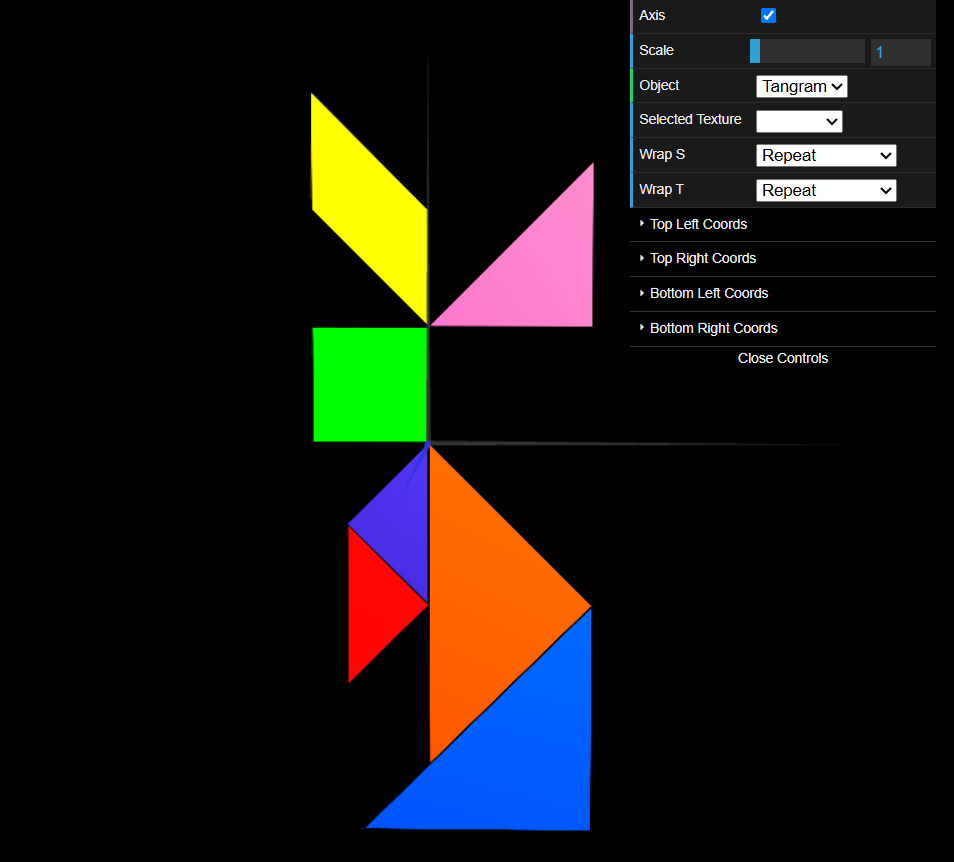 Axis
Scale 1
Object Tangram
Selected Texture
Wrap S Repeat
Wrap T Repeat
Top Left Coords
Top Right Coords
Bottom Left Coords
Bottom Right Coords
Close Controls